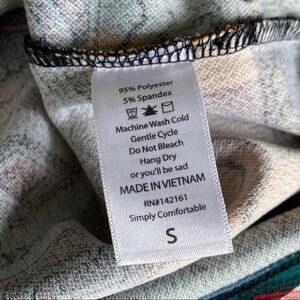 95% Polyester
5% Spandex
Machine Wash Cold
Gentle Cycle
Do Not Bleach
Hang Dry
or you'll be sad
MADE IN VIETNAM
RN#142161
Simply Comfortable
S